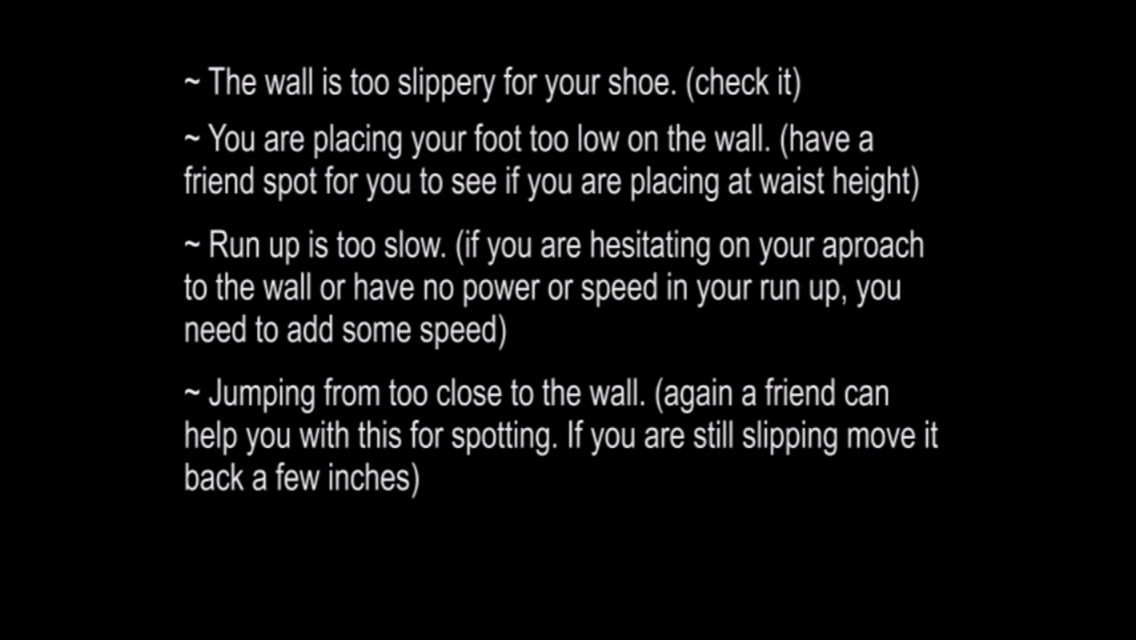 ~ The wall is too slippery for your shoe. (check it)
~ You are placing your foot too low on the wall. (have a
friend spot for you to see if you are placing at waist height)
~ Run up is too slow. (if you are hesitating on your aproach
to the wall or have no power or speed in your run up, you
need to add some speed)
~ Jumping from too close to the wall. (again a friend can
help you with this for spotting. If you are still slipping move it
back a few inches)